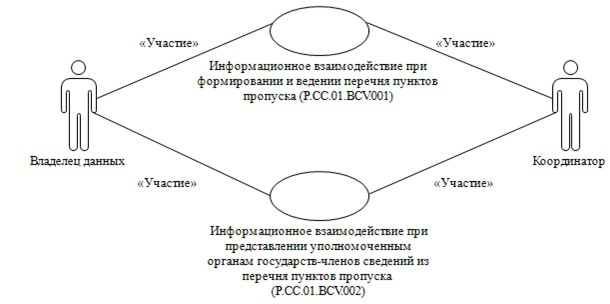 «Участие»
«Участие»
Информационное взаимодействие при
формировании и ведении перечня пунктов
пропуска (P.CC.01.BCV.001)
Владелец данных
Координатор
«Участие»
«Участие»
Информационное взаимодействие при
представлении уполномоченным
органам государств-членов сведений из
перечня пунктов пропуска
(P.CC.01.BCV.002)